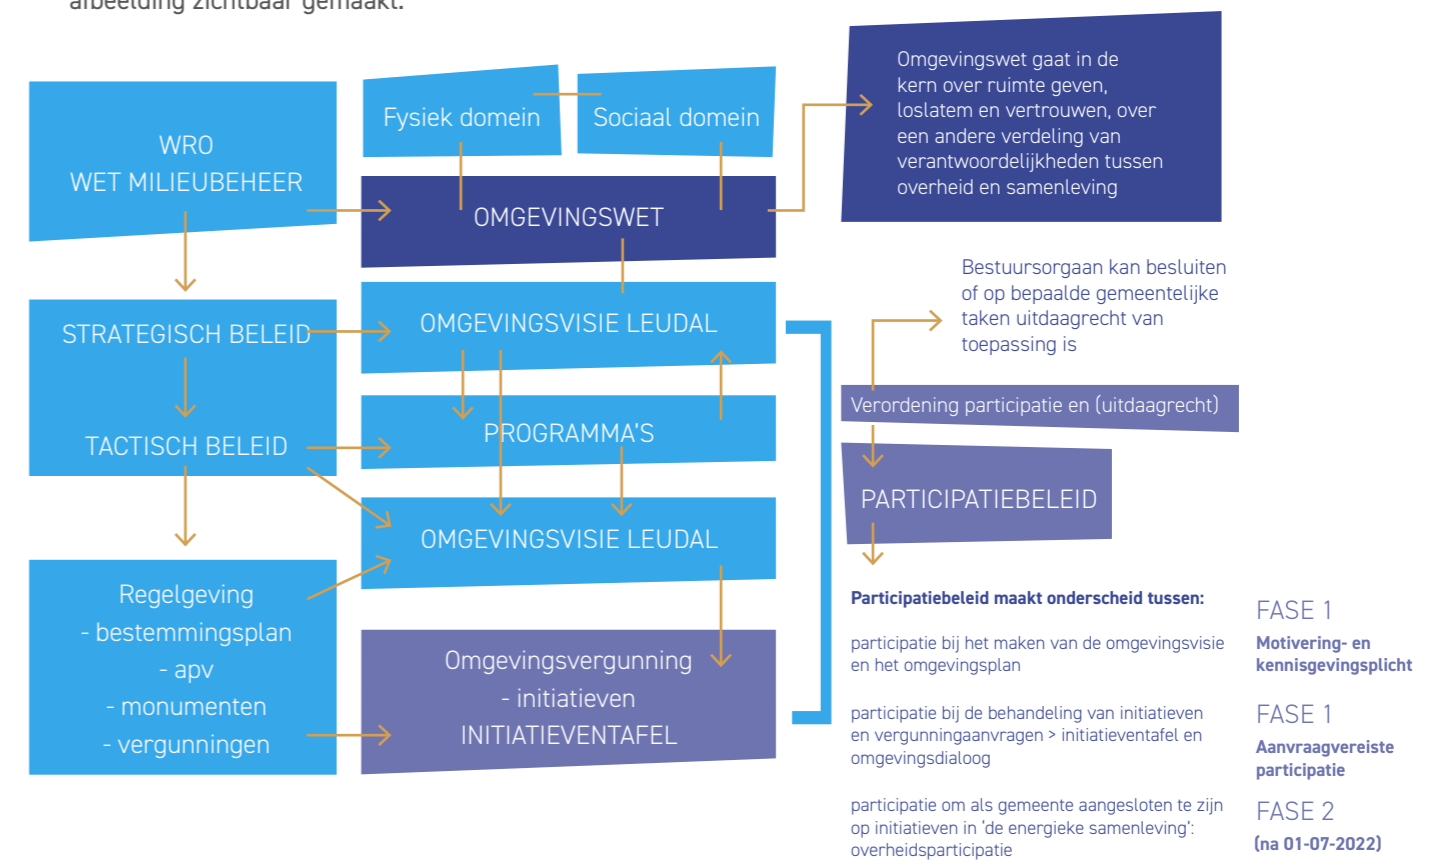 afbeelding zichtbaar gemaakt.
WRO
WET MILIEUBEHEER
STRATEGISCH BELEID
TACTISCH BELEID
Regelgeving
- bestemmingsplan
- apv
- monumenten
- vergunningen
Fysiek domein
Sociaal domein
OMGEVINGSWET
OMGEVINGSVISIE LEUDAL
PROGRAMMA'S
OMGEVINGSVISIE LEUDAL
Omgevingsvergunning
- initiatieven
INITIATIEVENTAFEL
Omgevingswet gaat in de
kern over ruimte geven,
loslatem en vertrouwen, over
een andere verdeling van
verantwoordelijkheden tussen
overheid en samenleving
Bestuursorgaan kan besluiten
of op bepaalde gemeentelijke
taken uitdaagrecht van
toepassing is
Verordening participatie en (uitdaagrecht)
PARTICIPATIEBELEID
Participatiebeleid maakt onderscheid tussen:
participatie bij het maken van de omgevingsvisie
en het omgevingsplan
FASE 1
Motivering- en
kennisgevingsplicht
participatie bij de behandeling van initiatieven
en vergunningaanvragen > initiatieventafel en
omgevingsdialoog
FASE 1
Aanvraagvereiste
participatie
participatie om als gemeente aangesloten te zijn
op initiatieven in 'de energieke samenleving':
overheidsparticipatie
FASE 2
(na 01-07-2022)